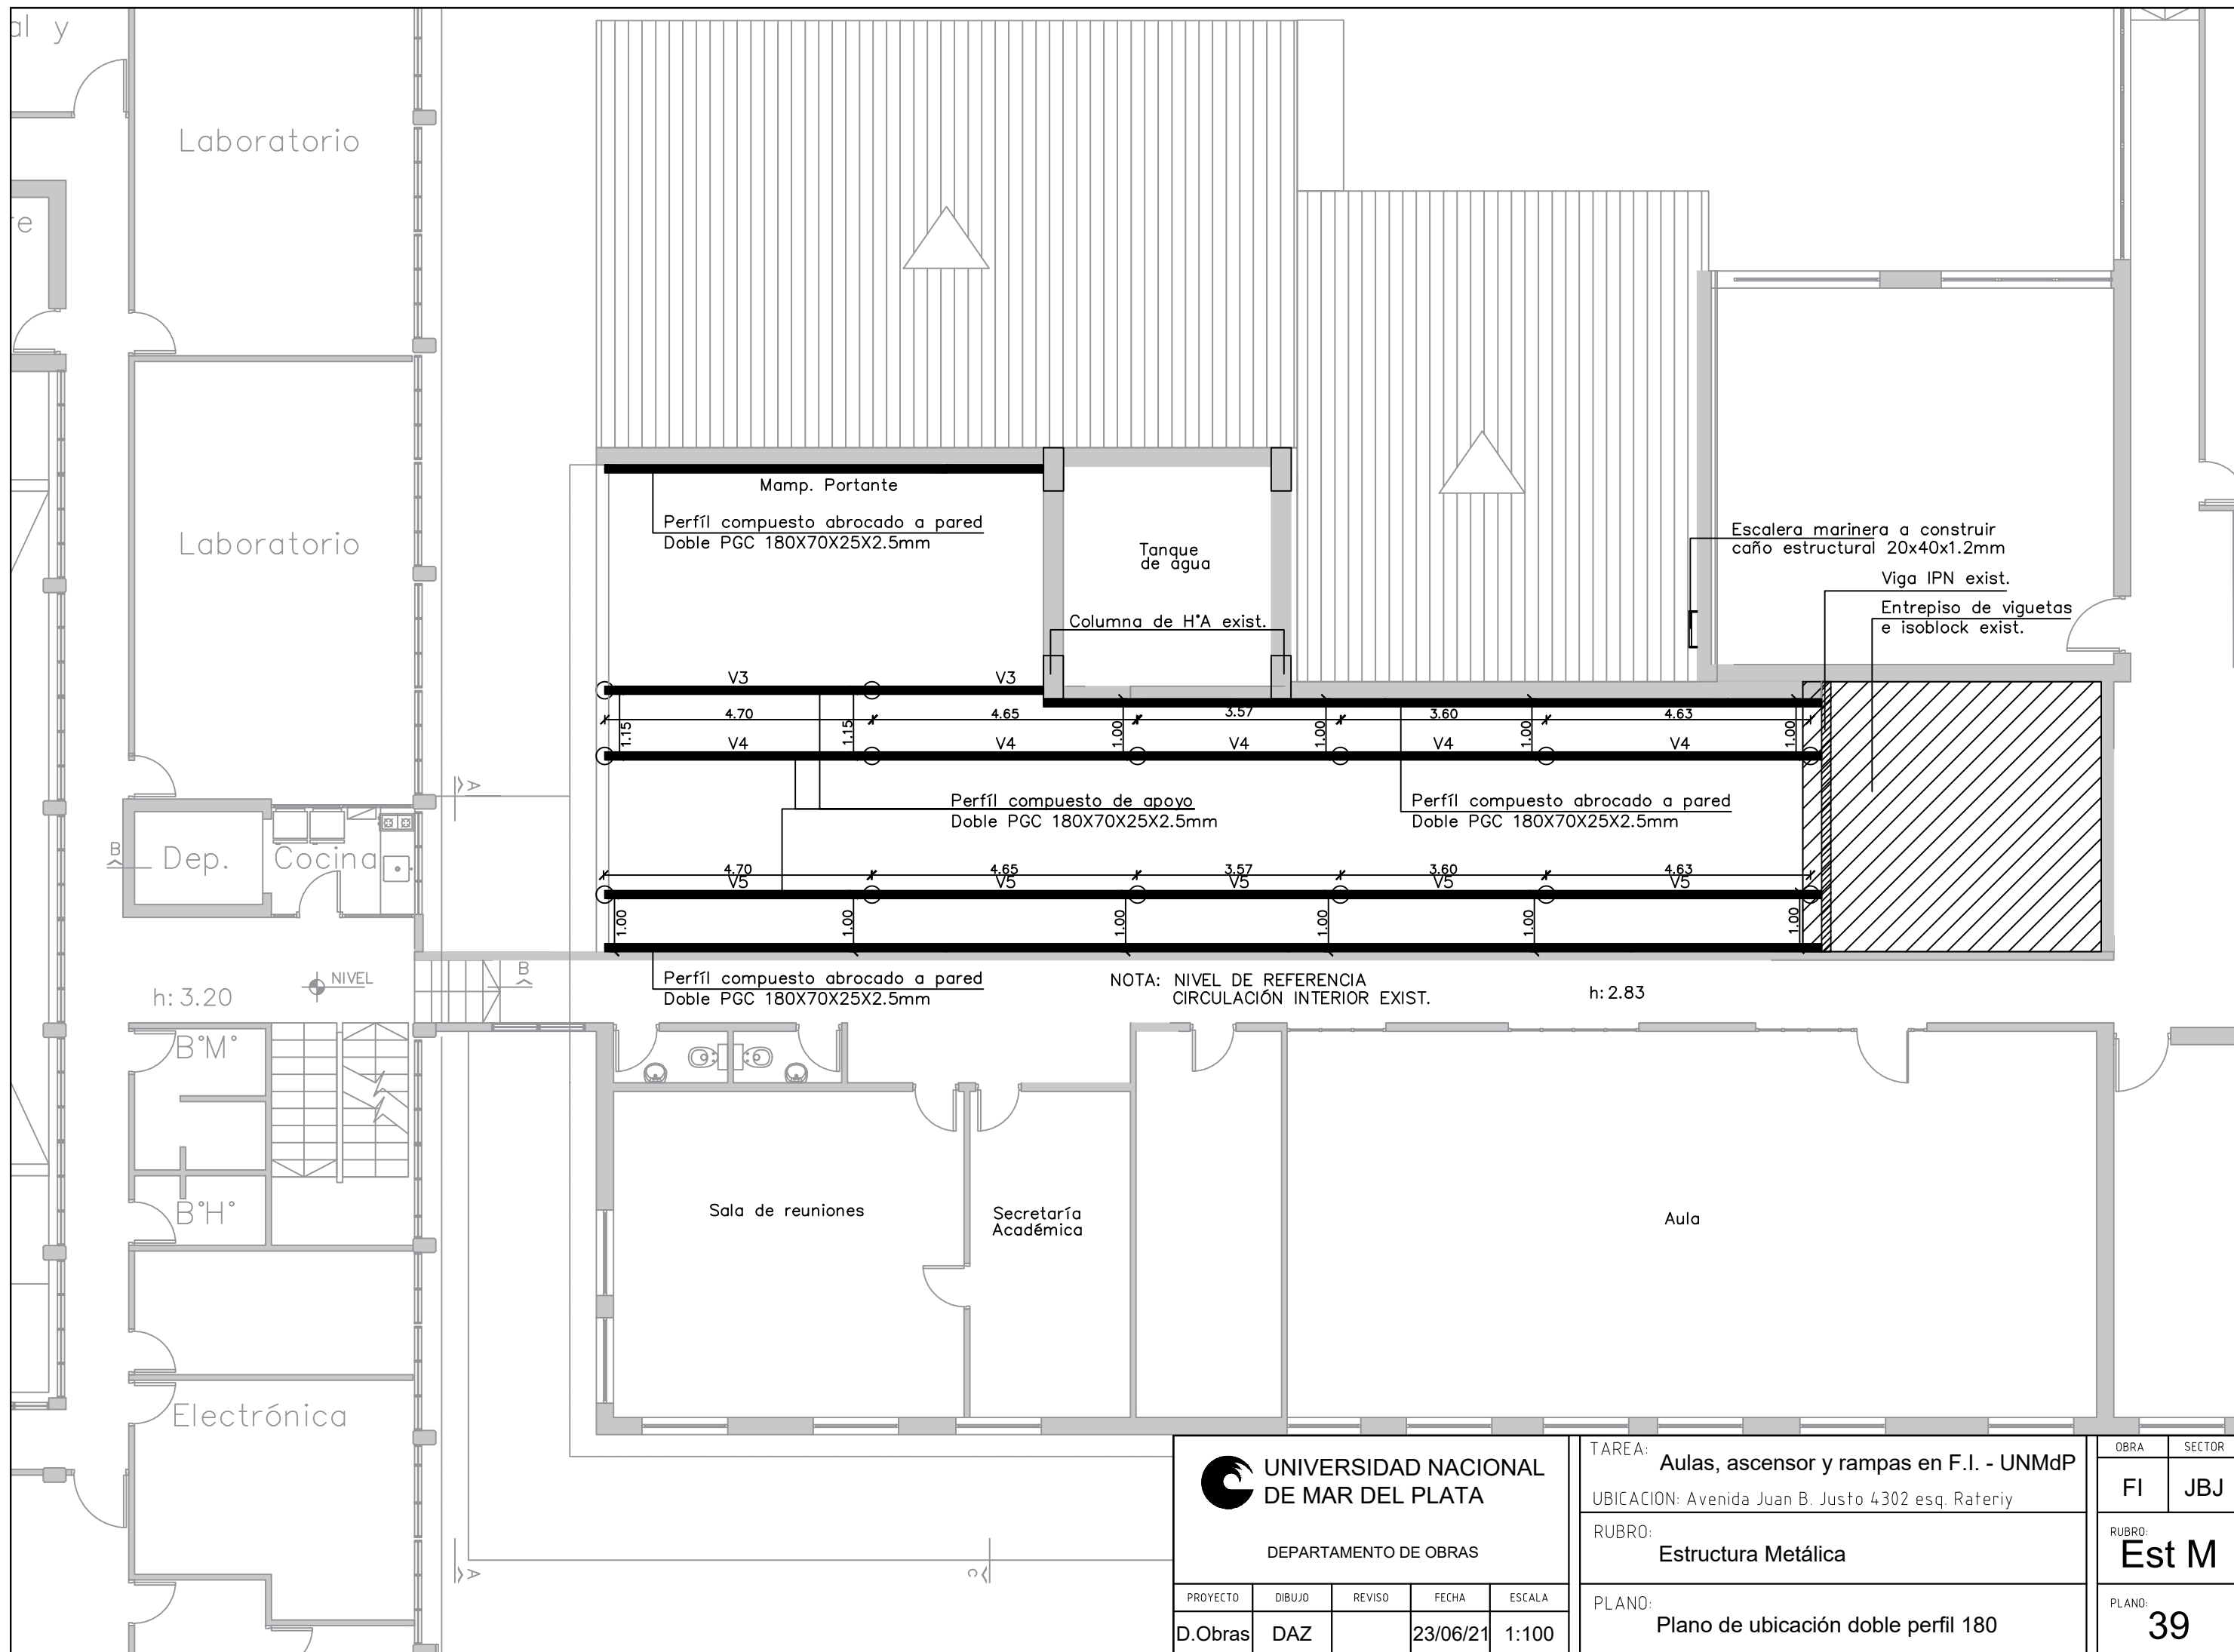 al y
Laboratorio
re
Mamp. Portante
Perfíl compuesto abrocado a pared
Doble PGC 180X70X25X2.5mm
Laboratorio
Tanque
de agua
Escalera marinera a construir
caño estructural 20x40x1.2mm
Viga IPN exist.
Entrepiso de viguetas
e isoblock exist.
Columna de H°A exist.
V3 V3
4.70 4.65 3.57 3.60 4.63
1.15 1.15 1.00 1.00 1.00 1.00
V4 V4 V4 V4 V4
A
Perfíl compuesto de apoyo
Doble PGC 180X70X25X2.5mm
Perfíl compuesto abrocado a pared
Doble PGC 180X70X25X2.5mm
B
Dep.
Cocina
4.70 4.65 3.57 3.60 4.63
V5 V5 V5 V5 V5
1.00 1.00 1.00 1.00 1.00 1.00
B
NIVEL
h: 3.20
Perfíl compuesto abrocado a pared
Doble PGC 180X70X25X2.5mm
NOTA: NIVEL DE REFERENCIA
CIRCULACIÓN INTERIOR EXIST.
h: 2.83
B°M°
B°H°
Sala de reuniones
Secretaría
Académica
Aula
Electrónica
A
C
UNIVERSIDAD NACIONAL
DE MAR DEL PLATA
DEPARTAMENTO DE OBRAS
PROYECTO DIBUJO REVISO FECHA ESCALA
D.Obras DAZ 23/06/21 1:100
TAREA: Aulas, ascensor y rampas en F.I. - UNMdP
UBICACION: Avenida Juan B. Justo 4302 esq. Rateriy
RUBRO:
Estructura Metálica
PLANO:
Plano de ubicación doble perfil 180
OBRA SECTOR
FI JBJ
RUBRO:
Est M
PLANO:
39